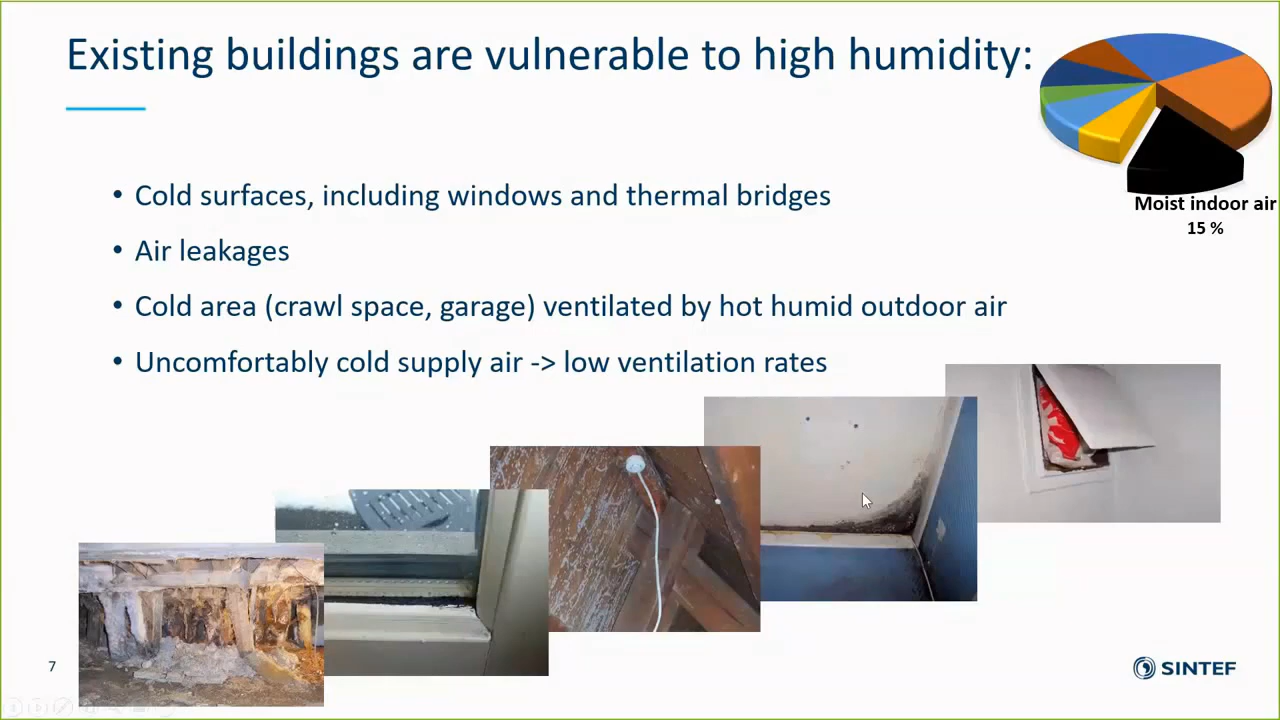 Existing buildings are vulnerable to high humidity:
Moist indoor air
15 %
• Cold surfaces, including windows and thermal bridges
• Air leakages
• Cold area (crawl space, garage) ventilated by hot humid outdoor air
• Uncomfortably cold supply air -> low ventilation rates
7
SINTEF